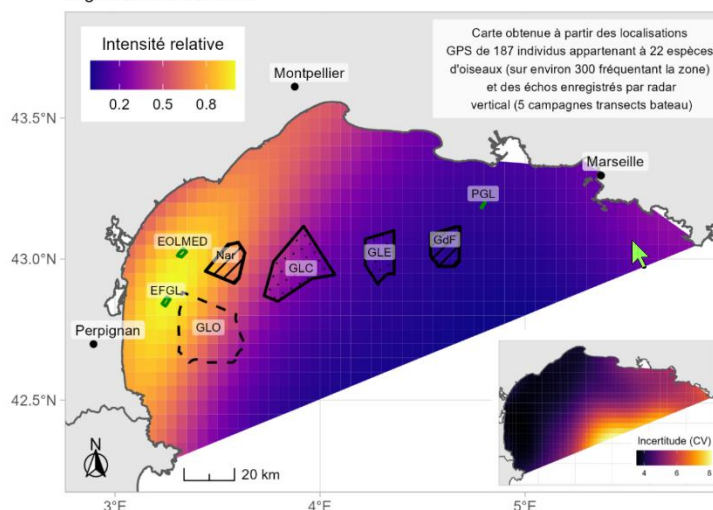 Intensité relative
0.2 0.4 0.6 0.8
Carte obtenue à partir des localisations
GPS de 187 individus appartenant à 22 espèces
d'oiseaux (sur environ 300 fréquentant la zone)
et des échos enregistrés par radar
vertical (5 campagnes transects bateau)
Montpellier
43.5°N
Marseille
PGL
EOLMED
Nar
GLC
GLE
GdF
43.0°N
EFGL
GLO
Perpignan
42.5°N
Incertitude (CV)
4 6 8
N
20 km
3°E 4°E 5°E